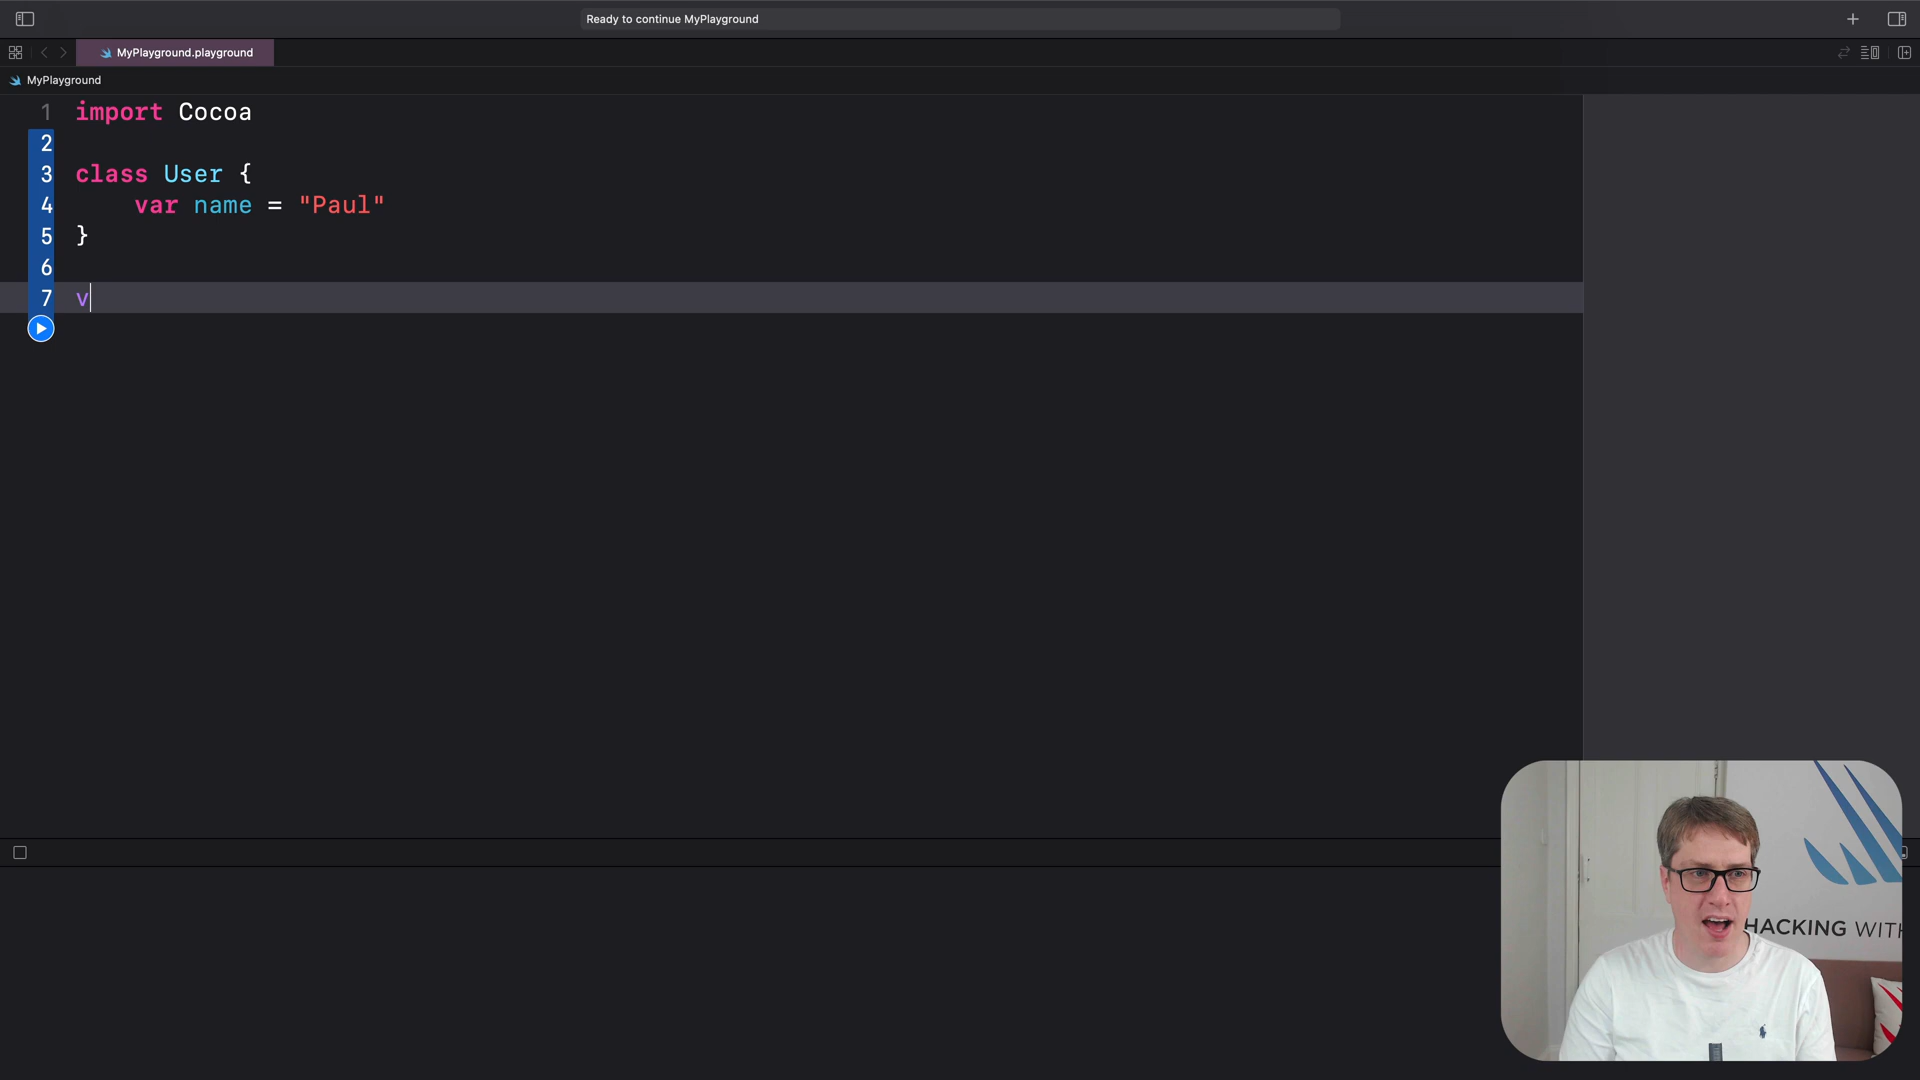 Ready to continue MyPlayground
MyPlayground.playground
MyPlayground
1 import Cocoa
2
3 class User {
4 var name = "Paul"
5 }
6
7 v
HACKING WITH